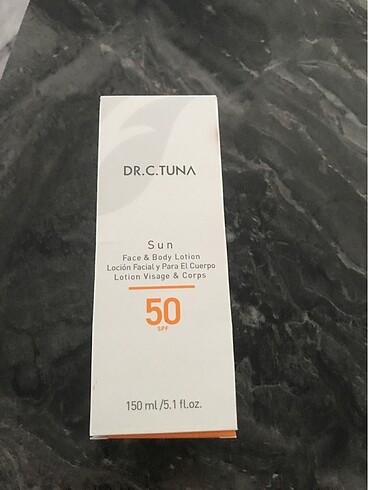 DR.C.TUNA
Sun
Face & Body Lotion
Loción Facial y Para El Cuerpo
Lotion Visage & Corps
50
SPF
150 ml /5.1 fl.oz.